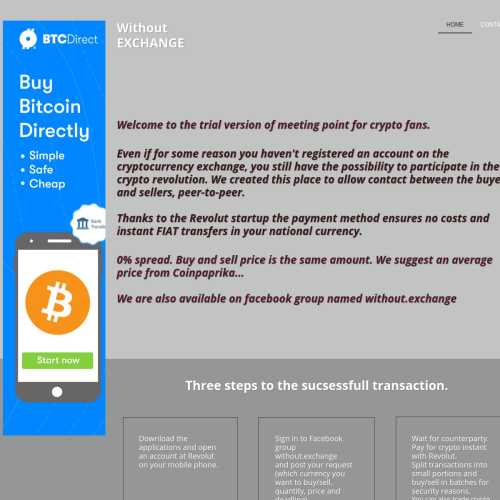 BTCDirect
Buy
Bitcoin
Directly
• Simple
• Safe
• Cheap
Bank
Start now
Without
EXCHANGE
HOME
Welcome to the trial version of meeting point for crypto fans.
Even if for some reason you haven't registered an account on the
cryptocurrency exchange, you still have the possibility to participate in the
crypto revolution. We created this place to allow contact between the buye
and sellers, peer-to-peer.
Thanks to the Revolut startup the payment method ensures no costs and
instant FIAT transfers in your national currency.
0% spread. Buy and sell price is the same amount. We suggest an average
price from Coinpaprika...
We are also available on facebook group named without.exchange
Three steps to the sucsessfull transaction.
Download the
applications and open
an account at Revolut
on your mobile phone.
Sign In to Facebook
group
without.exchange
and post your request
(which currency you
want to buy/sell,
quantity, price and
deadline)
Wait for counterparty.
Pay for crypto instant
with Revolut.
Split transactions into
small portions and
buy/sell in batches for
security reasons.
You can also trade crypto